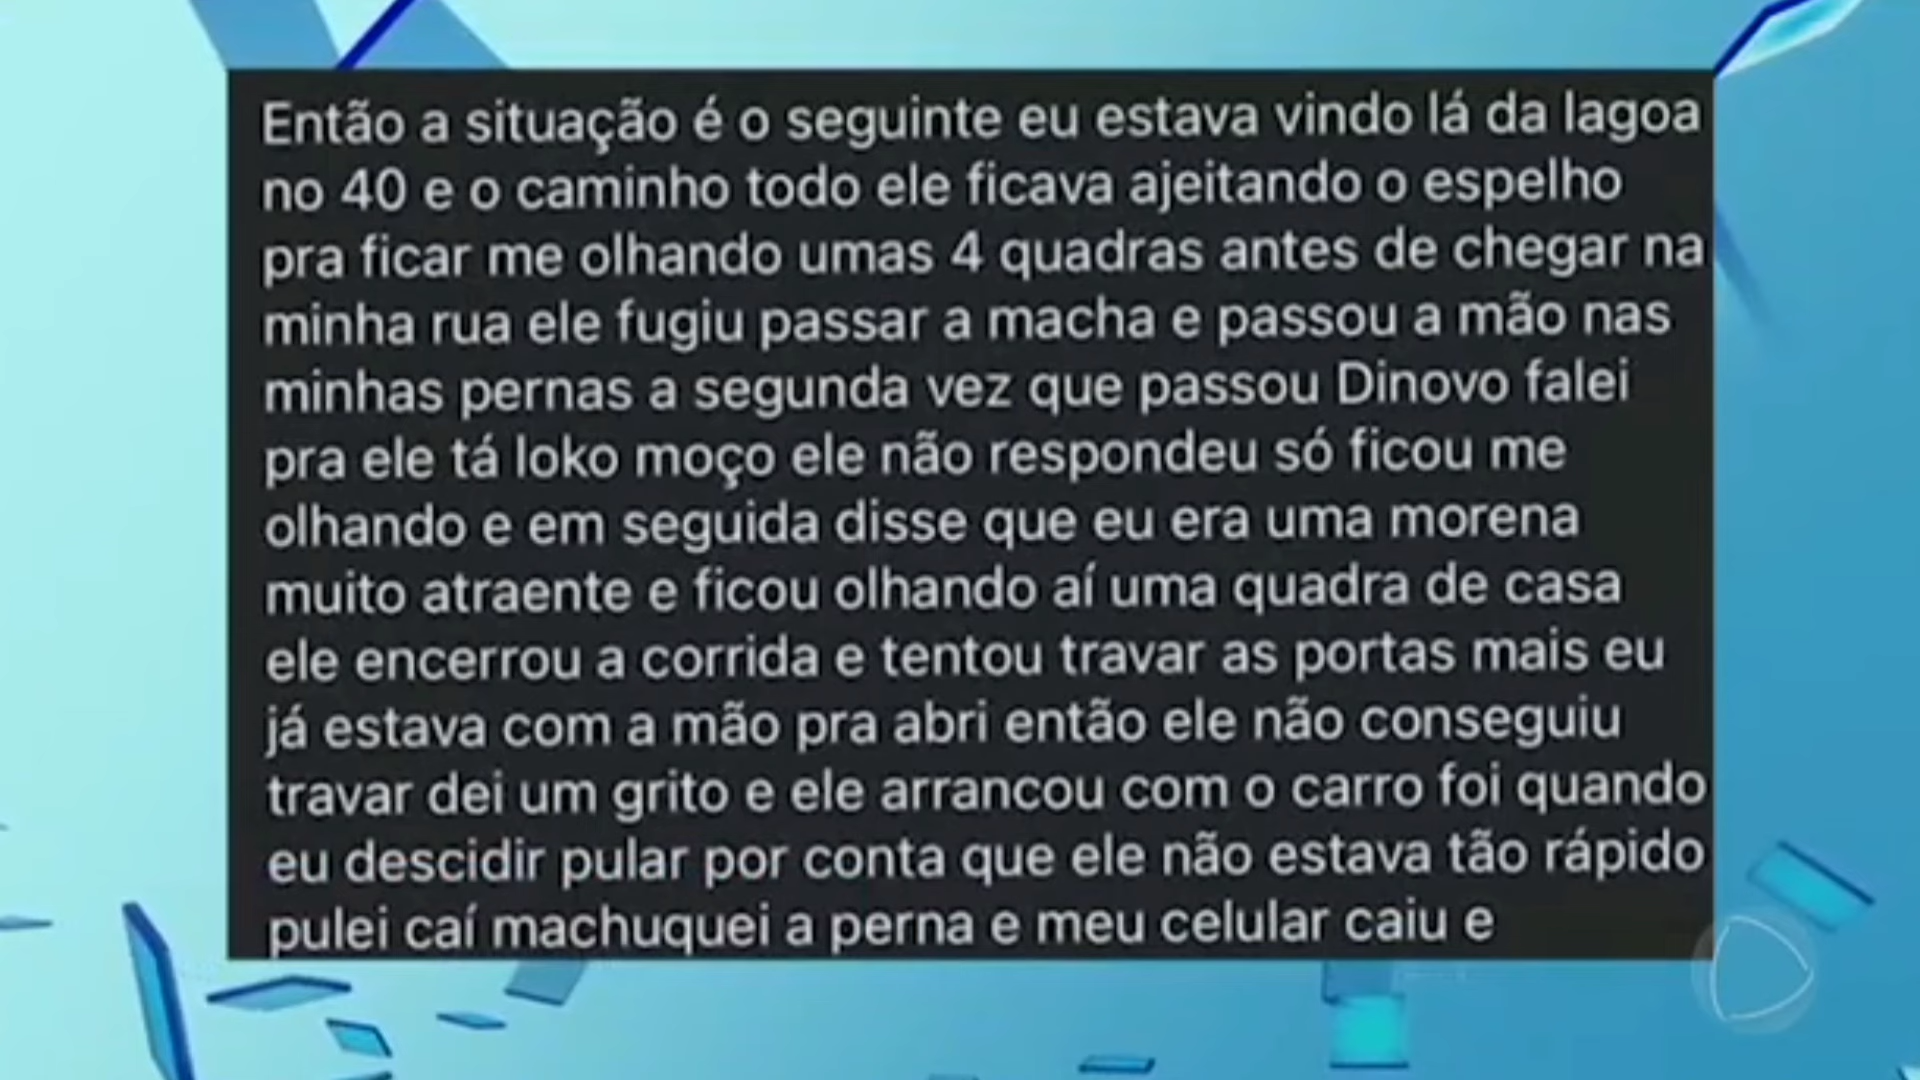 Então a situação é o seguinte eu estava vindo lá da lagoa
no 40 e o caminho todo ele ficava ajeitando o espelho
pra ficar me olhando umas 4 quadras antes de chegar na
minha rua ele fugiu passar a macha e passou a mão nas
minhas pernas a segunda vez que passou Dinovo falei
pra ele tá loko moço ele não respondeu só ficou me
olhando e em seguida disse que eu era uma morena
muito atraente e ficou olhando aí uma quadra de casa
ele encerrou a corrida e tentou travar as portas mais eu
já estava com a mão pra abri então ele não conseguiu
travar dei um grito e ele arrancou com o carro foi quando
eu descidir pular por conta que ele não estava tão rápido
pulei caí machuquei a perna e meu celular caiu e